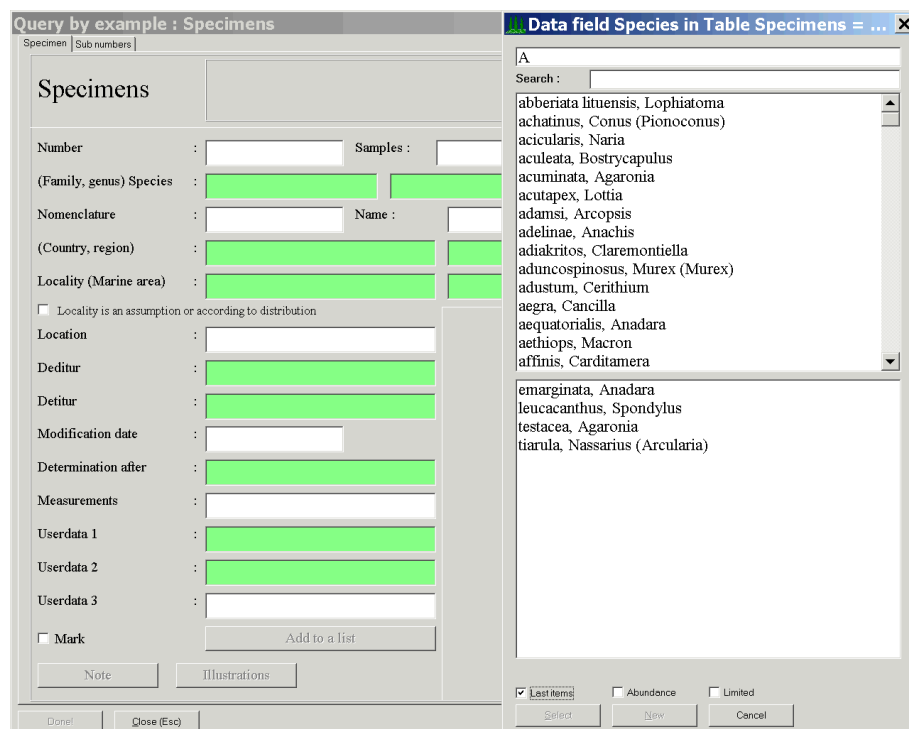 Query by example : Specimens
Specimen Sub numbers
Specimens
Number : Samples :
(Family, genus) Species :
Nomenclature : Name :
(Country, region) :
Locality (Marine area) :
Locality is an assumption or according to distribution
Location :
Deditur :
Detitur :
Modification date :
Determination after :
Measurements :
Userdata 1 :
Userdata 2 :
Userdata 3 :
Mark Add to a list
Note Illustrations
Done! Close (Esc)
Data field Species in Table Specimens = ...
A
Search :
abberiata lituensis, Lophiatoma
achatinus, Conus (Pionoconus)
acicularis, Naria
aculeata, Bostrycapulus
acuminata, Agaronia
acutapex, Lottia
adamsi, Arcopsis
adelinae, Anachis
adiakritos, Claremontiella
aduncospinosus, Murex (Murex)
adustum, Cerithium
aegra, Cancilla
aequatorialis, Anadara
aethiops, Macron
affinis, Carditamera
emarginata, Anadara
leucacanthus, Spondylus
testacea, Agaronia
tiarula, Nassarius (Arcularia)
Last items Abundance Limited
Select New Cancel